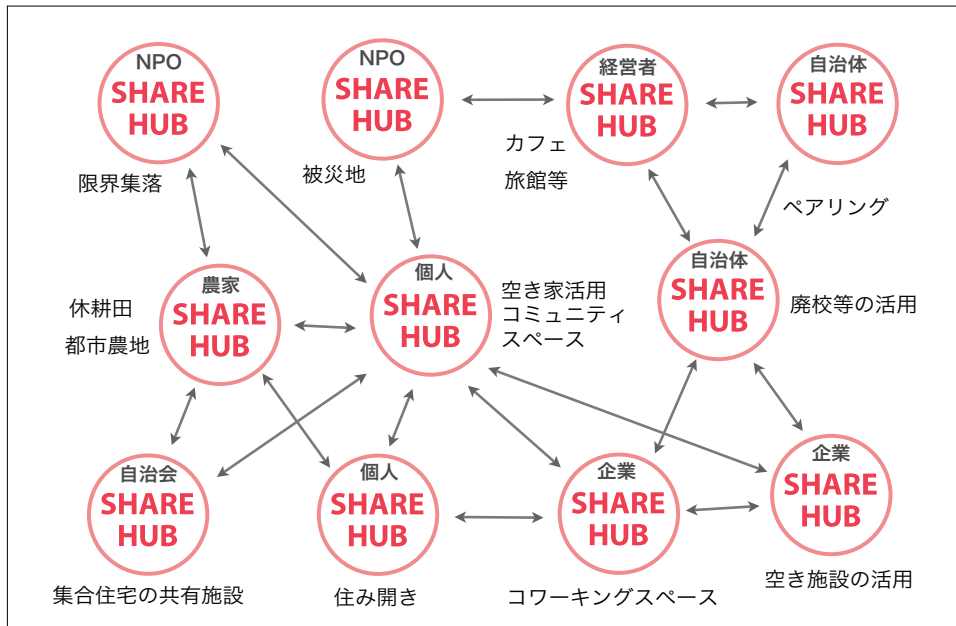 NPO
SHARE
HUB
限界集落
NPO
SHARE
HUB
被災地
経営者
SHARE
HUB
カフェ
旅館等
自治体
SHARE
HUB
ペアリング
農家
SHARE
HUB
休耕田
都市農地
個人
SHARE
HUB
空き家活用
コミュニティ
スペース
自治体
SHARE
HUB
廃校等の活用
自治会
SHARE
HUB
集合住宅の共有施設
個人
SHARE
HUB
住み開き
企業
SHARE
HUB
コワーキングスペース
企業
SHARE
HUB
空き施設の活用